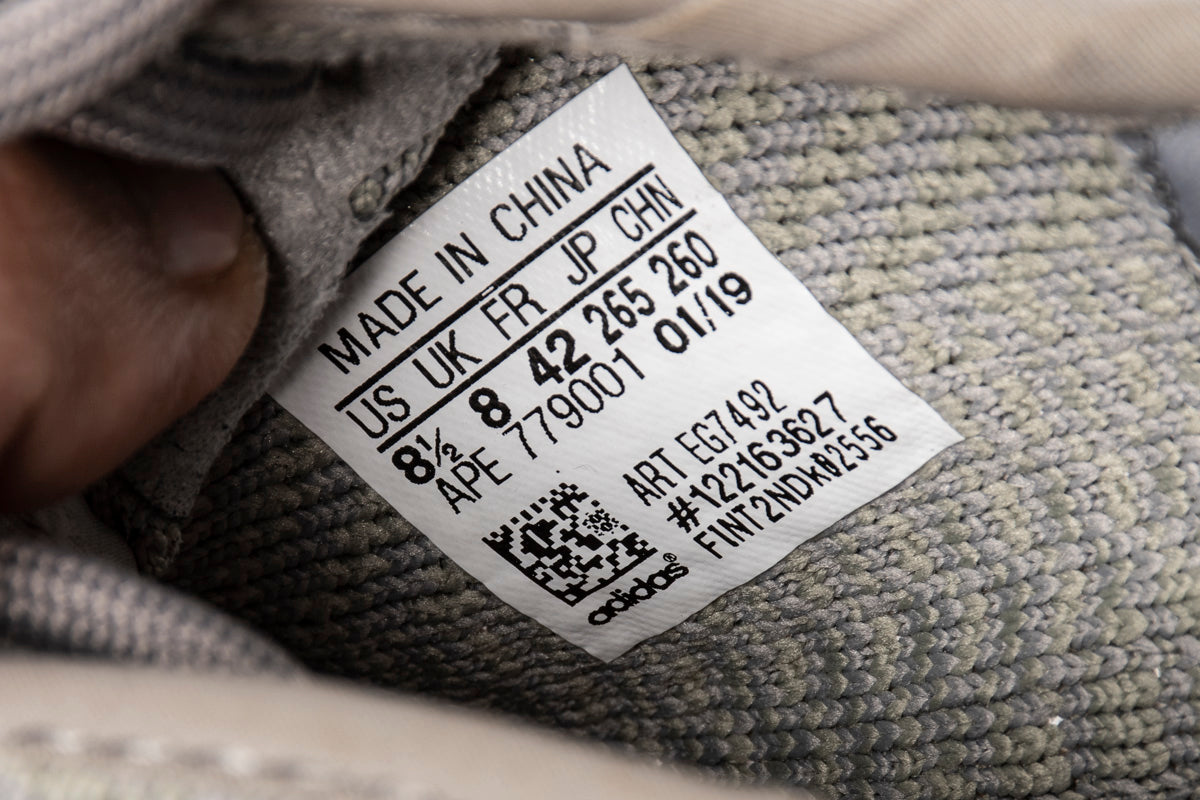 MADE IN CHINA
US UK FR JP CHN
8½ 8 42 265 260
APE 779001 01/19
ART EG7492
#122163627
F1NT2NDK02556
adidas®